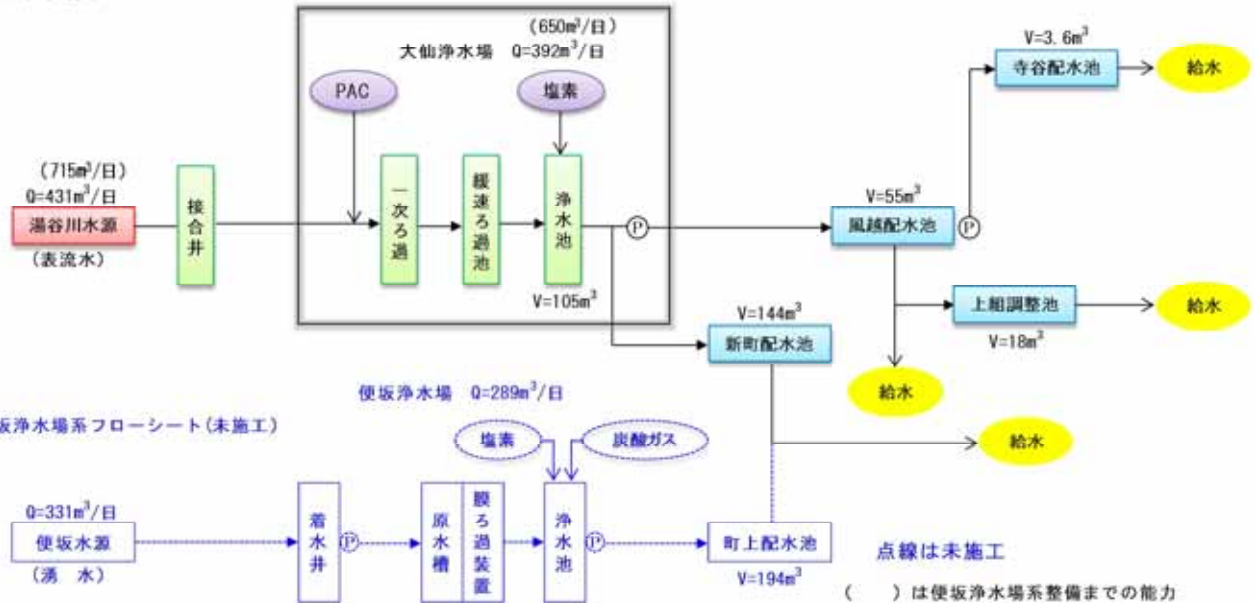 (650m³/日)
大仙浄水場 Q=392m³/日
PAC
塩素
V=3.6m³
寺谷配水池
給水
(715m³/日)
Q=431m³/日
湯谷川水源
(表流水)
接合井
一次ろ過
緩速ろ過池
浄水池
V=105m³
P
V=55m³
風越配水池
P
上組調整池
V=18m³
給水
給水
V=144m³
新町配水池
給水
便坂浄水場 Q=289m³/日
坂浄水場系フローシート(未施工)
塩素
炭酸ガス
Q=331m³/日
便坂水源
(湧 水)
着水井
P
原水槽
膜ろ過装置
浄水池
P
町上配水池
V=194m³
点線は未施工
( )は便坂浄水場系整備までの能力